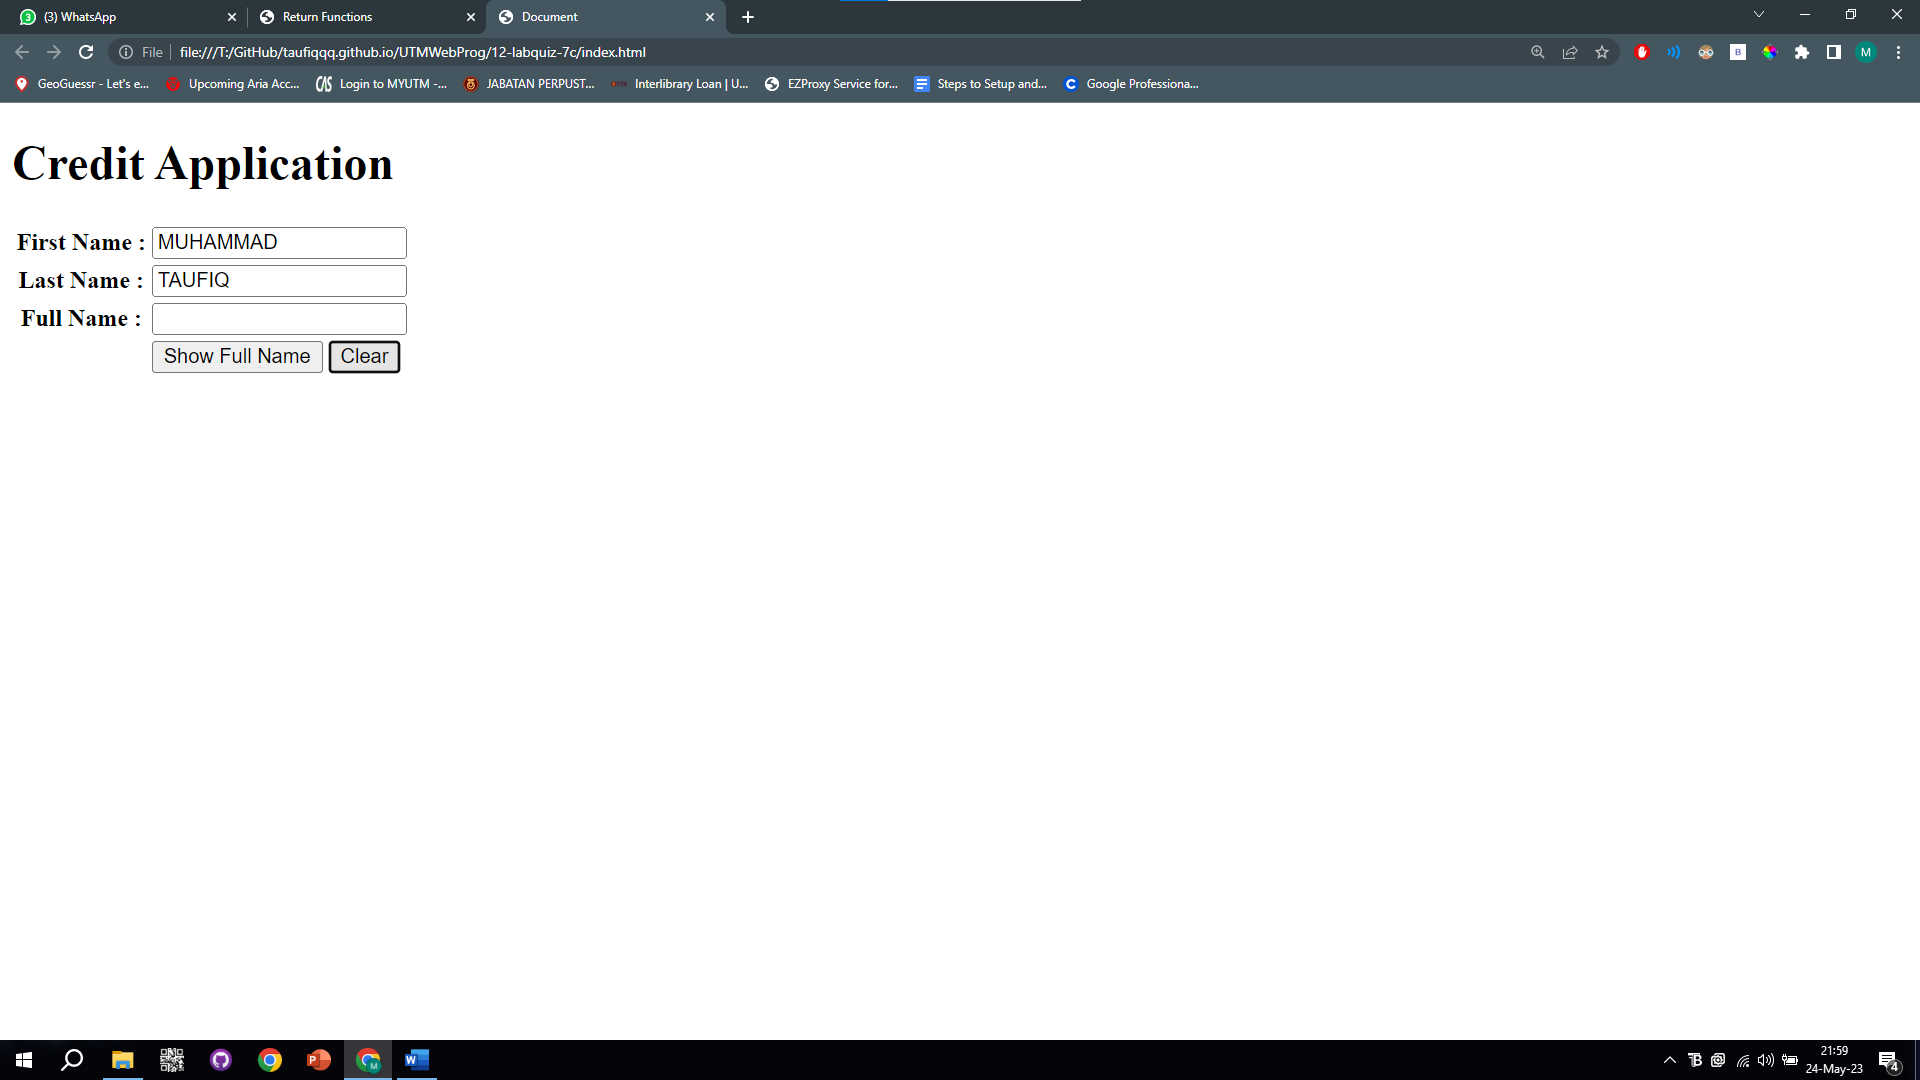 3 (3) WhatsApp
Return Functions
Document
File
file:///T:/GitHub/taufiqqq.github.io/UTMWebProg/12-labquiz-7c/index.html
B
M
GeoGuessr - Let's e...
Upcoming Aria Acc...
CAS Login to MYUTM -...
JABATAN PERPUST...
Interlibrary Loan | U...
EZProxy Service for...
Steps to Setup and...
C Google Professiona...
Credit Application
First Name : MUHAMMAD
Last Name : TAUFIQ
Full Name :
Show Full Name Clear
P
M
W
21:59
24-May-23
4